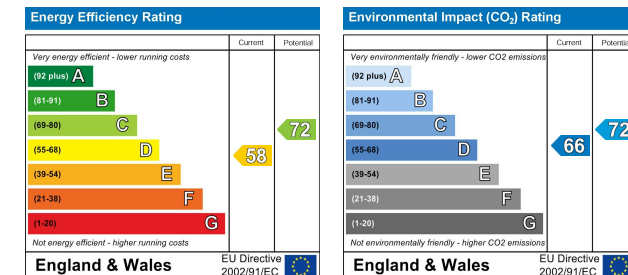 Energy Efficiency Rating
Current Potential
Very energy efficient - lower running costs
(92 plus) A
(81-91) B
(69-80) C
72
(55-68) D
58
(39-54) E
(21-38) F
(1-20) G
Not energy efficient - higher running costs
England & Wales
EU Directive
2002/91/EC
Environmental Impact (CO₂) Rating
Current Potential
Very environmentally friendly - lower CO2 emissions
(92 plus) A
(81-91) B
(69-80) C
72
(55-68) D
66
(39-54) E
(21-38) F
(1-20) G
Not environmentally friendly - higher CO2 emissions
England & Wales
EU Directive
2002/91/EC